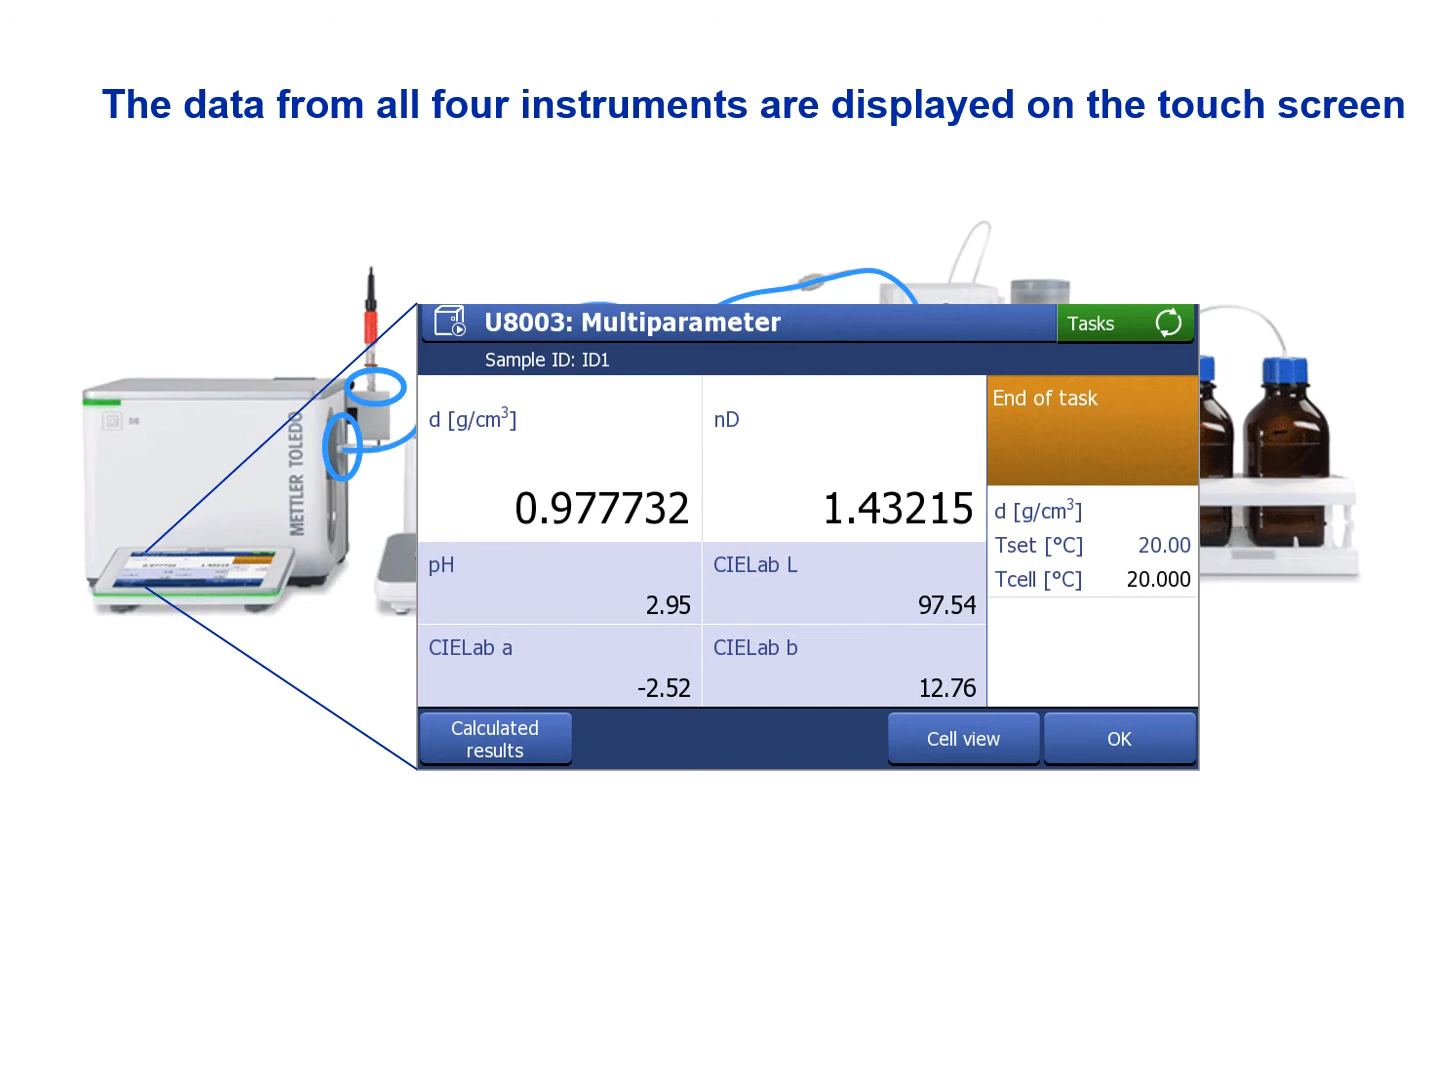 The data from all four instruments are displayed on the touch screen
U8003: Multiparameter
Tasks
Sample ID: ID1
d [g/cm³]
0.977732
nD
1.43215
End of task
pH
2.95
CIELab L
97.54
CIELab a
-2.52
CIELab b
12.76
d [g/cm³]
Tset [°C] 20.00
Tcell [°C] 20.000
Calculated
results
Cell view
OK
METTLER TOLEDO